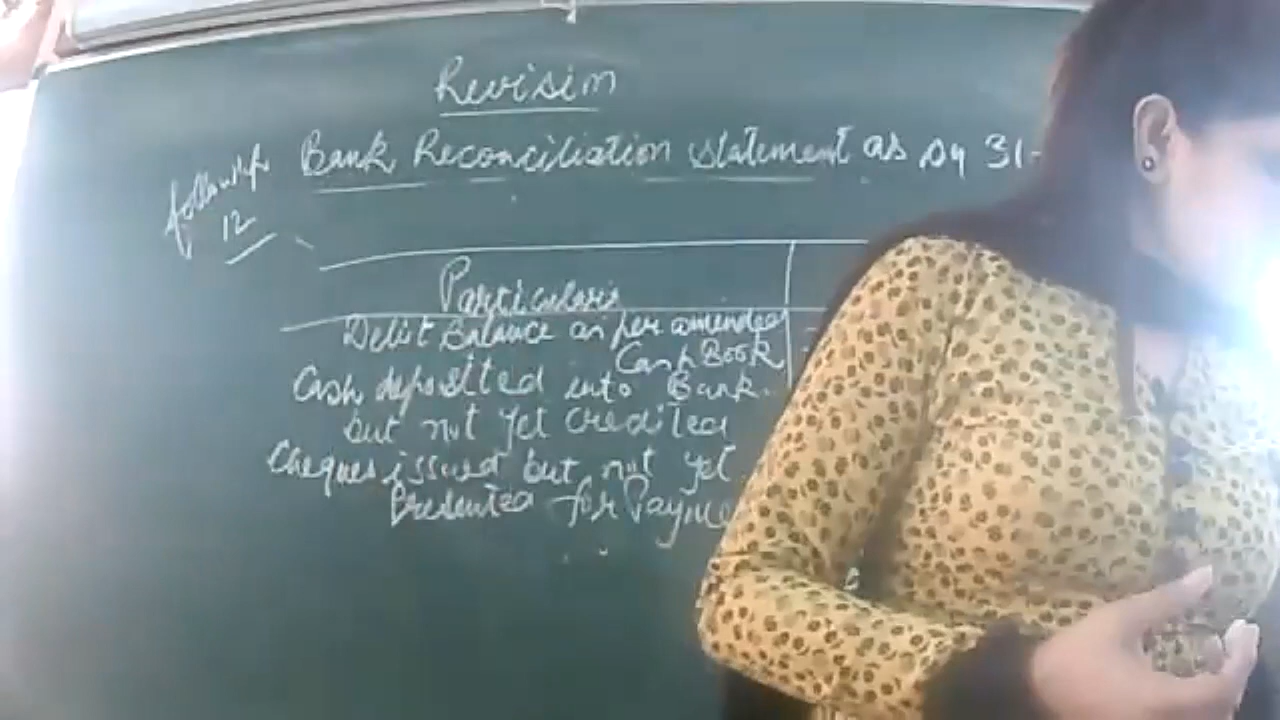 Revision
Bank Reconciliation Statement as on 31-
12
Particulars
Debit Balance as per amended
Cash Book
Cash deposited into Bank
but not yet credited
Cheques issued but not yet
Presented for Payme